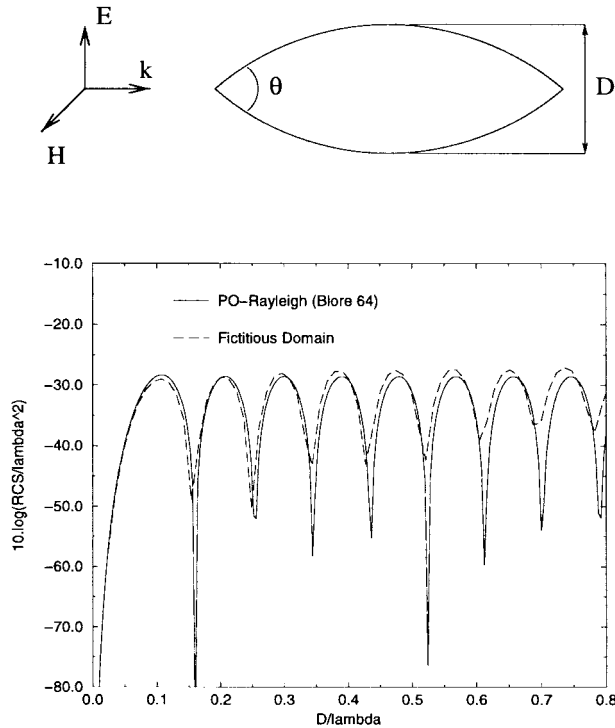 E
k
H
θ
D
-10.0
-20.0
-30.0
-40.0
-50.0
-60.0
-70.0
-80.0
10.log(RCS/lambda^2)
PO-Rayleigh (Blore 64)
Fictitious Domain
0.0 0.1 0.2 0.3 0.4 0.5 0.6 0.7 0.8
D/lambda